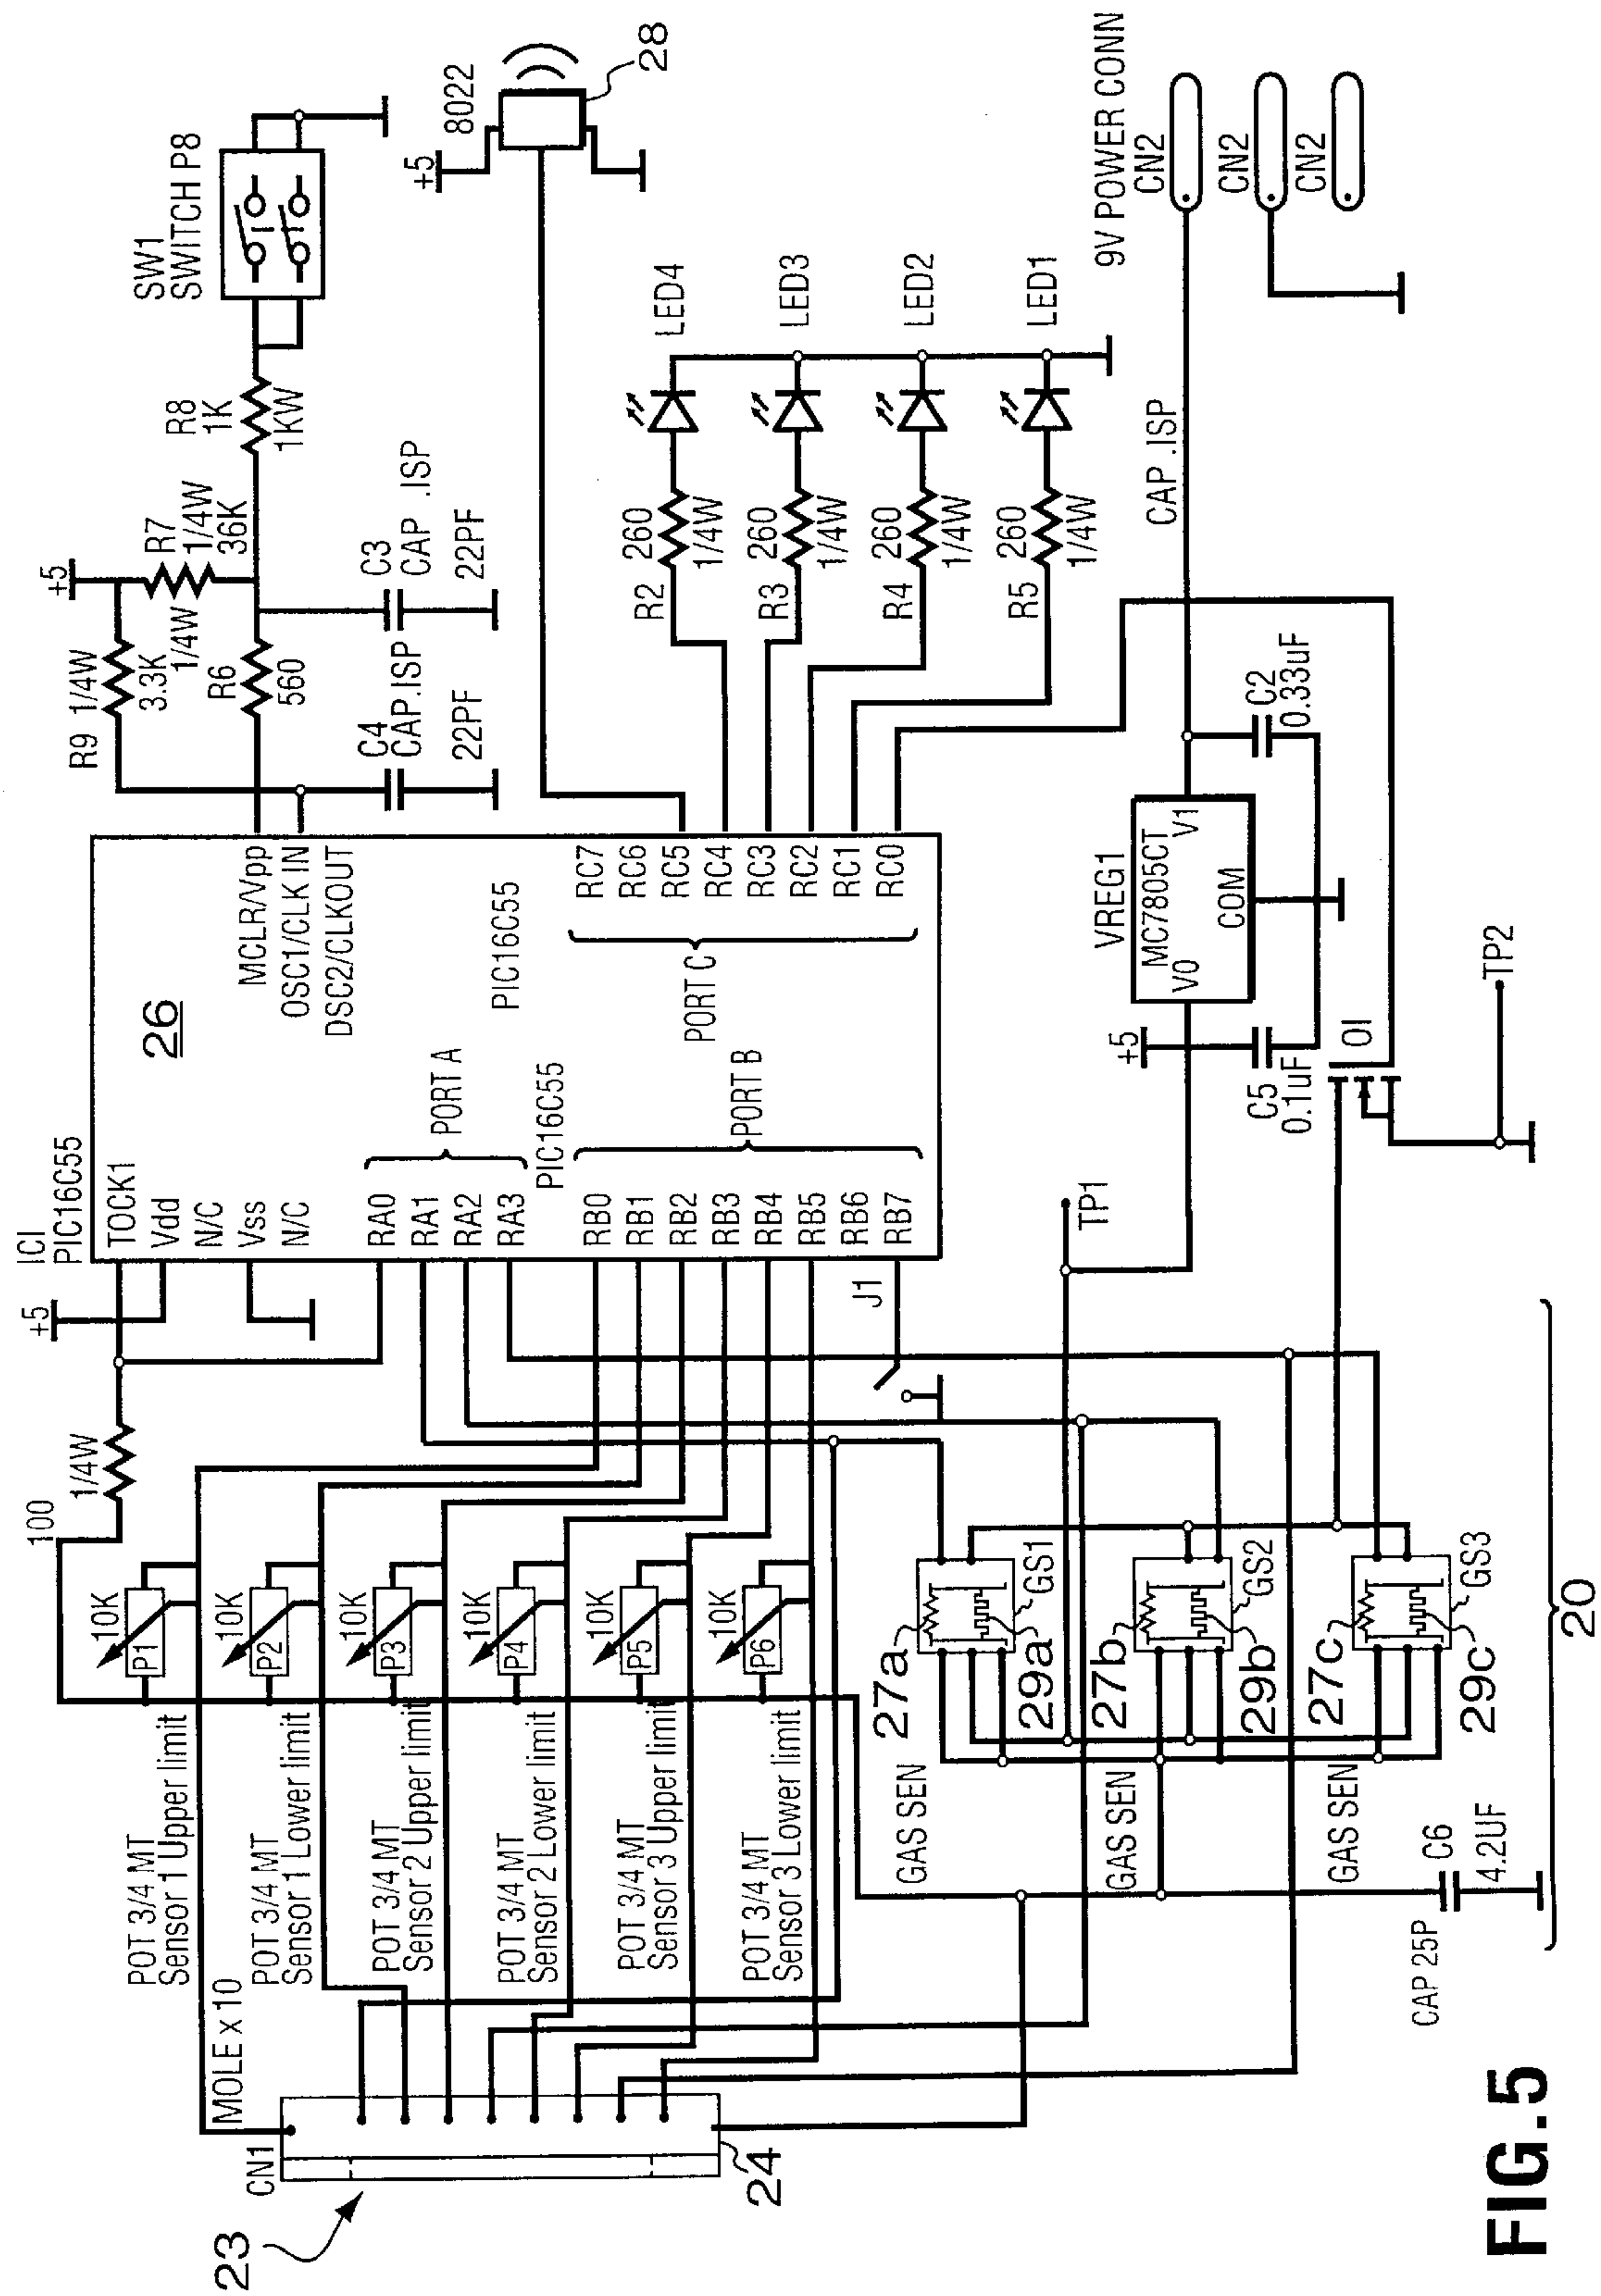 SW1
SWITCH P8
R8
1K
1KW
+5
R7
1/4W
36K
R9 1/4W
3.3K
1/4W
R6
560
C3
CAP .ISP
22PF
C4
CAP.ISP
22PF
+5
8022
28
LED4
LED3
LED2
LED1
R2
260
1/4W
R3
260
1/4W
R4
260
1/4W
R5
260
1/4W
9V POWER CONN
CN2
CN2
CN2
CAP .ISP
ICI
PIC16C55
26
TOCK1
Vdd
N/C
Vss
N/C
+5
MCLR/Vpp
OSC1/CLK IN
DSC2/CLKOUT
PIC16C55
PORT A
RA0
RA1
RA2
RA3
PIC16C55
PORT B
RB0
RB1
RB2
RB3
RB4
RB5
RB6
RB7
PORT C
RC7
RC6
RC5
RC4
RC3
RC2
RC1
RC0
J1
VREG1
MC7805CT
V0
V1
COM
+5
C2
0.33uF
C5
0.1uF
OI
TP1
TP2
100
1/4W
10K
P1
10K
P2
10K
P3
10K
P4
10K
P5
10K
P6
POT 3/4 MT
Sensor 1 Upper limit
POT 3/4 MT
Sensor 1 Lower limit
POT 3/4 MT
Sensor 2 Upper limit
POT 3/4 MT
Sensor 2 Lower limit
POT 3/4 MT
Sensor 3 Upper limit
POT 3/4 MT
Sensor 3 Lower limit
27a
GS1
29a
GAS SEN
27b
GS2
29b
GAS SEN
27c
GS3
29c
GAS SEN
C6
4.2UF
CAP 25P
20
MOLE x 10
CN1
23
24
FIG.5